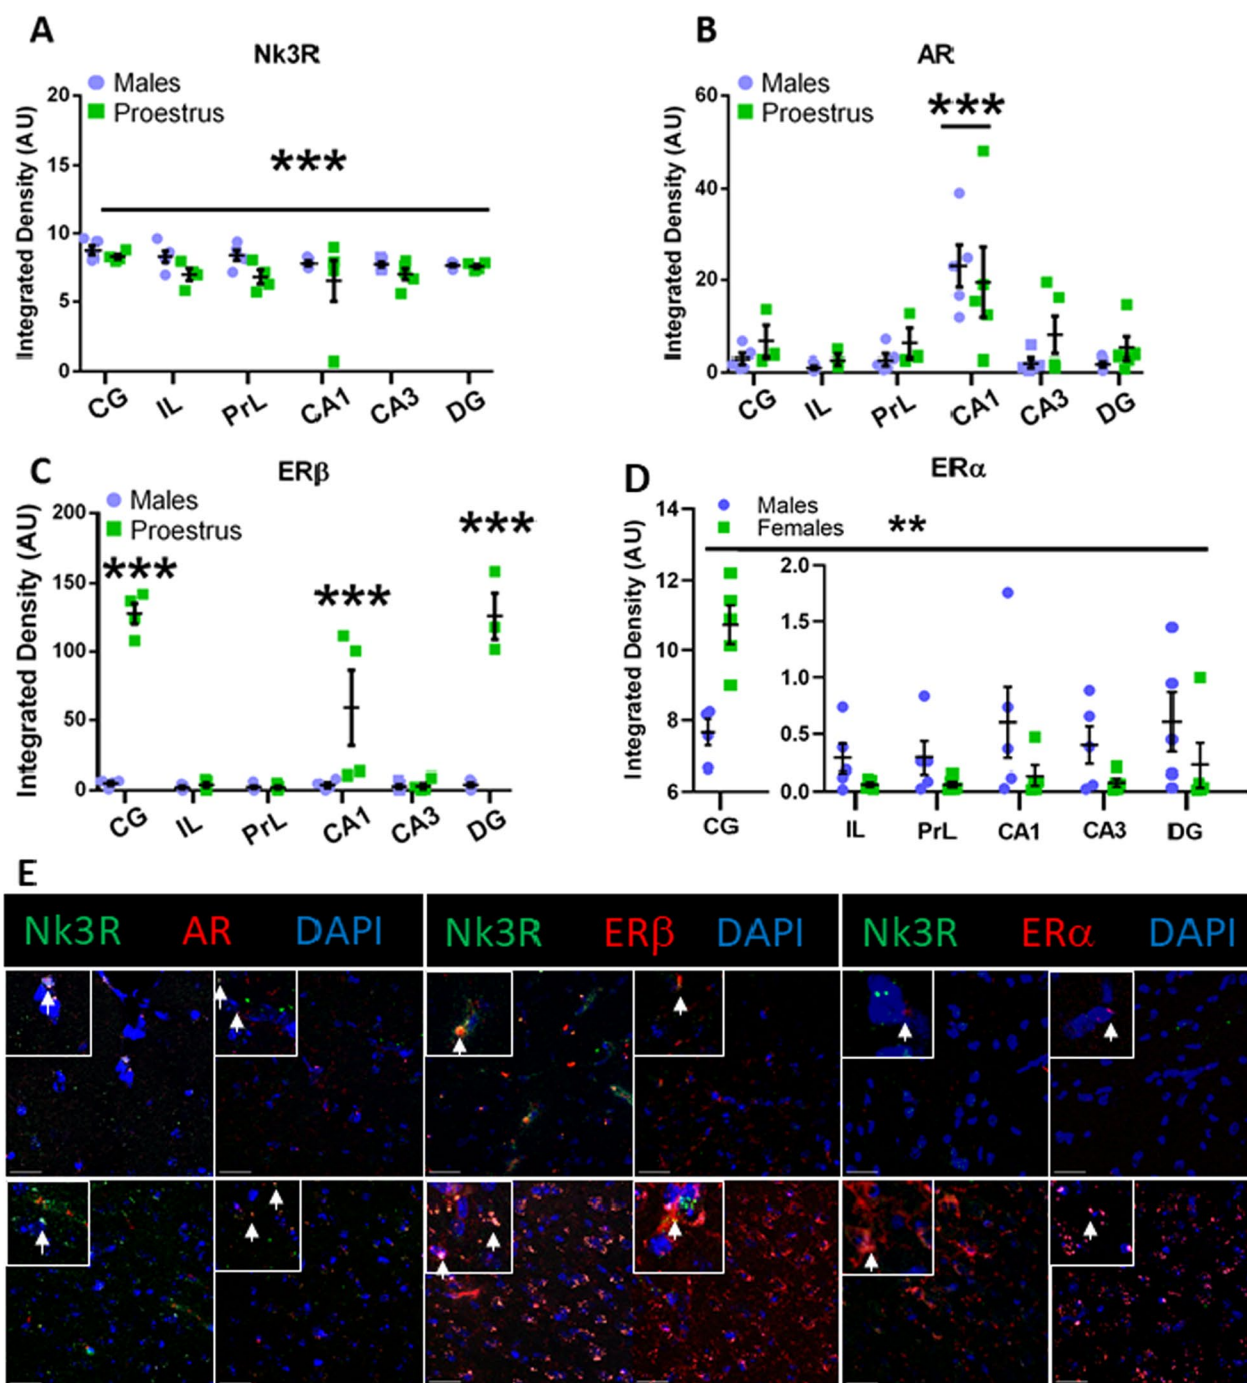 A
Nk3R
Males
Proestrus
Integrated Density (AU)
20
15
10
5
0
CG IL PrL CA1 CA3 DG
***
B
AR
Males
Proestrus
Integrated Density (AU)
60
40
20
0
CG IL PrL CA1 CA3 DG
***
C
ERβ
Males
Proestrus
Integrated Density (AU)
200
150
100
50
0
CG IL PrL CA1 CA3 DG
***
***
***
D
ERα
Males
Females
Integrated Density (AU)
14
12
10
8
6
CG
**
2.0
1.5
1.0
0.5
0.0
IL PrL CA1 CA3 DG
E
Nk3R AR DAPI
Nk3R ERβ DAPI
Nk3R ERα DAPI